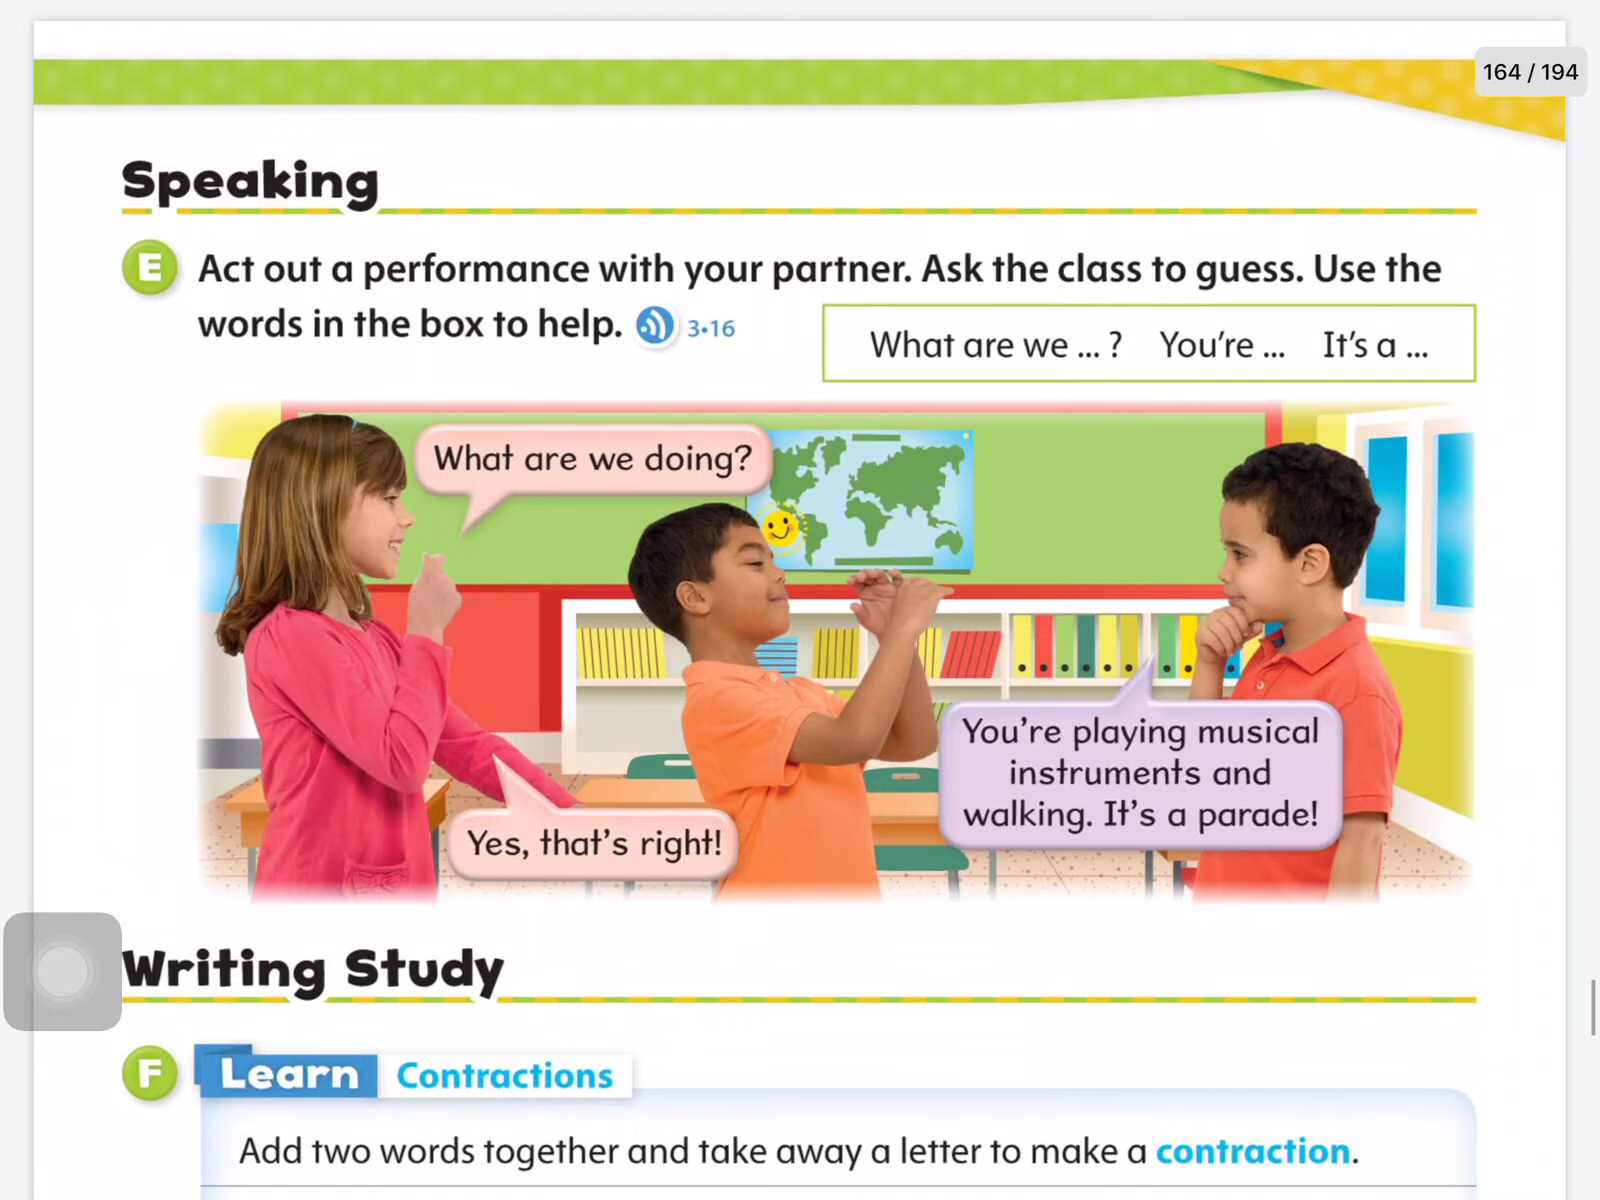 164 / 194
Speaking
E Act out a performance with your partner. Ask the class to guess. Use the
words in the box to help. 3•16
What are we ... ? You're ... It's a ...
What are we doing?
You're playing musical
instruments and
walking. It's a parade!
Yes, that's right!
Writing Study
F Learn Contractions
Add two words together and take away a letter to make a contraction.